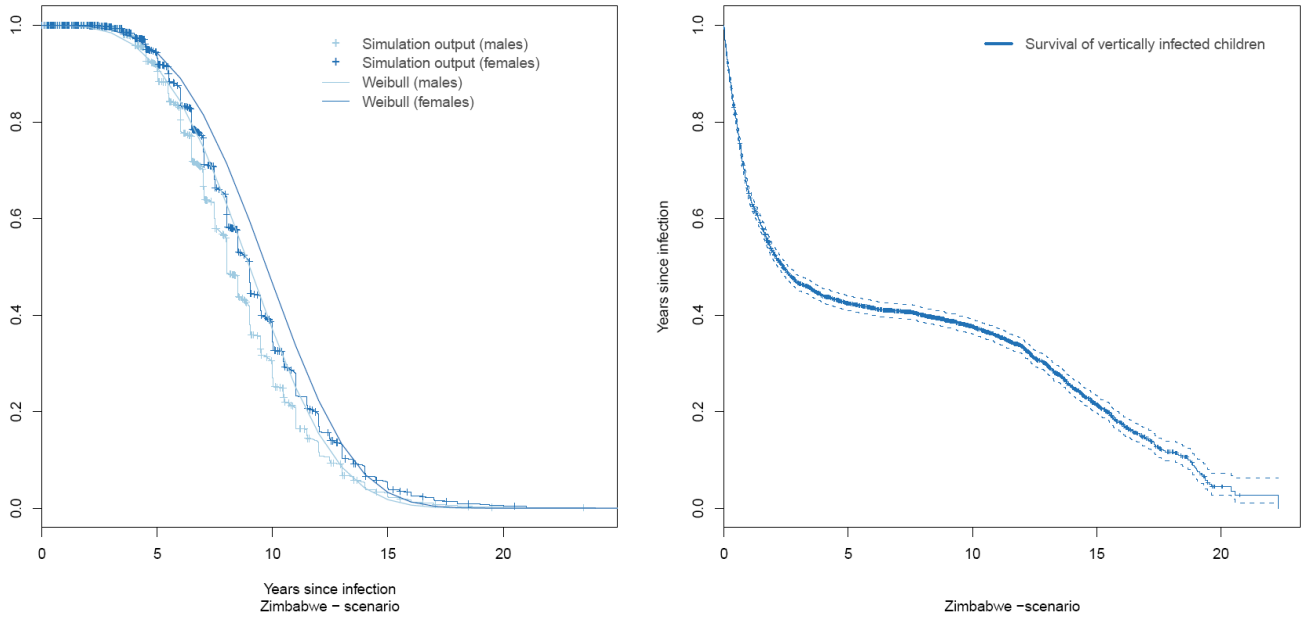 1.0
0.8
0.6
0.4
0.2
0.0
0 5 10 15 20
Years since infection
Zimbabwe − scenario
Simulation output (males)
Simulation output (females)
Weibull (males)
Weibull (females)
Years since infection
1.0
0.8
0.6
0.4
0.2
0.0
0 5 10 15 20
Zimbabwe −scenario
Survival of vertically infected children